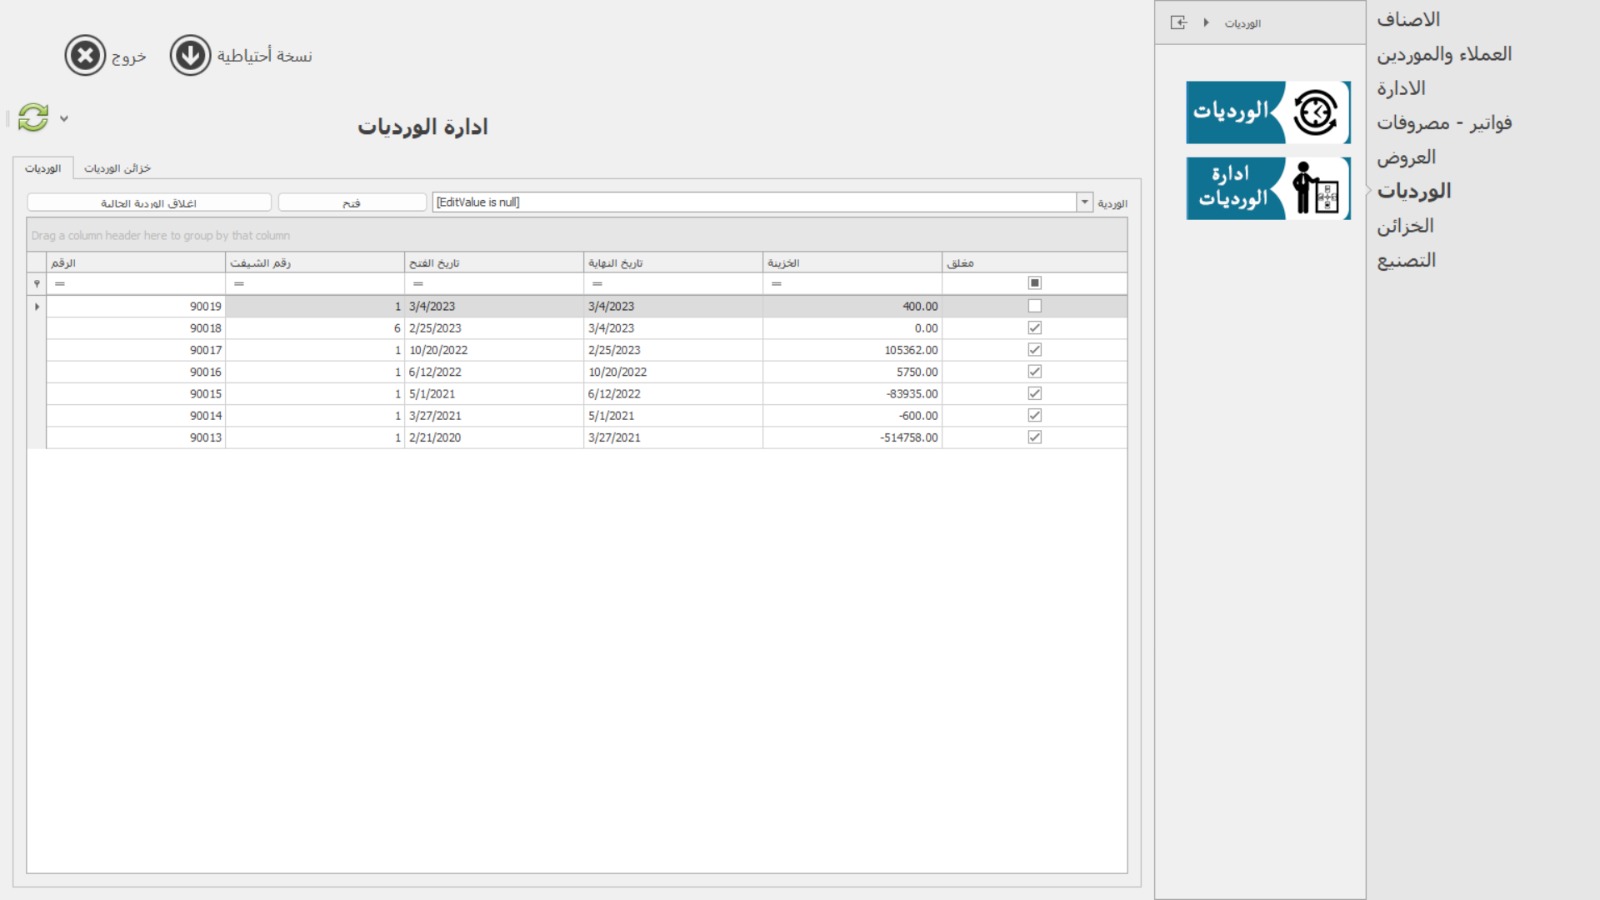 نسخة أحتياطية
خروج
ادارة الورديات
الورديات
خزائن الورديات
الوردية
[EditValue is null]
فتح
اغلاق الوردية الحالية
Drag a column header here to group by that column
الرقم رقم الشيفت تاريخ الفتح تاريخ النهاية الخزينة مغلق
= = = = =
90019 1 3/4/2023 3/4/2023 400.00
90018 6 2/25/2023 3/4/2023 0.00
90017 1 10/20/2022 2/25/2023 105362.00
90016 1 6/12/2022 10/20/2022 5750.00
90015 1 5/1/2021 6/12/2022 -83935.00
90014 1 3/27/2021 5/1/2021 -600.00
90013 1 2/21/2020 3/27/2021 -514758.00
الورديات
الورديات
ادارة
الورديات
الاصناف
العملاء والموردين
الادارة
فواتير - مصروفات
العروض
الورديات
الخزائن
التصنيع